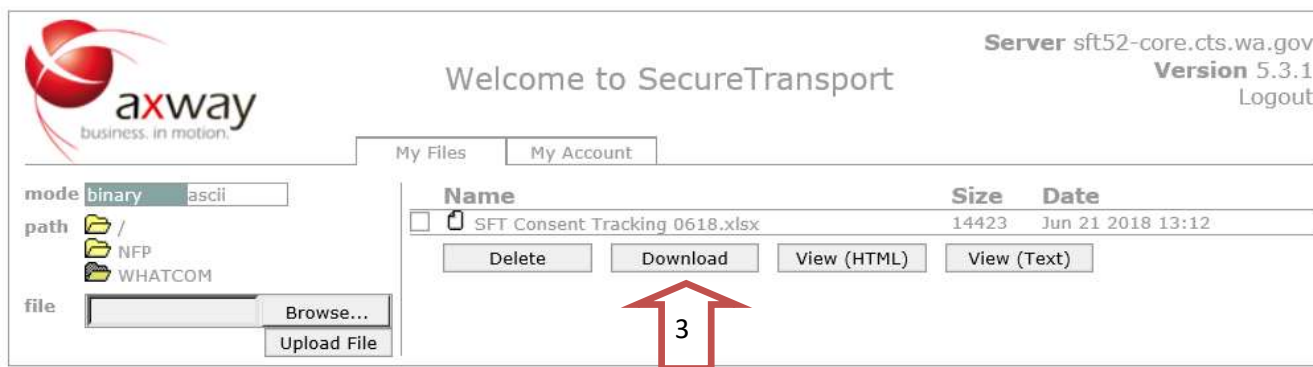 axway
business. in motion.
Welcome to SecureTransport
Server sft52-core.cts.wa.gov
Version 5.3.1
Logout
My Files My Account
mode binary ascii
path /
NFP
WHATCOM
file Browse...
Upload File
Name Size Date
SFT Consent Tracking 0618.xlsx 14423 Jun 21 2018 13:12
Delete Download View (HTML) View (Text)
3